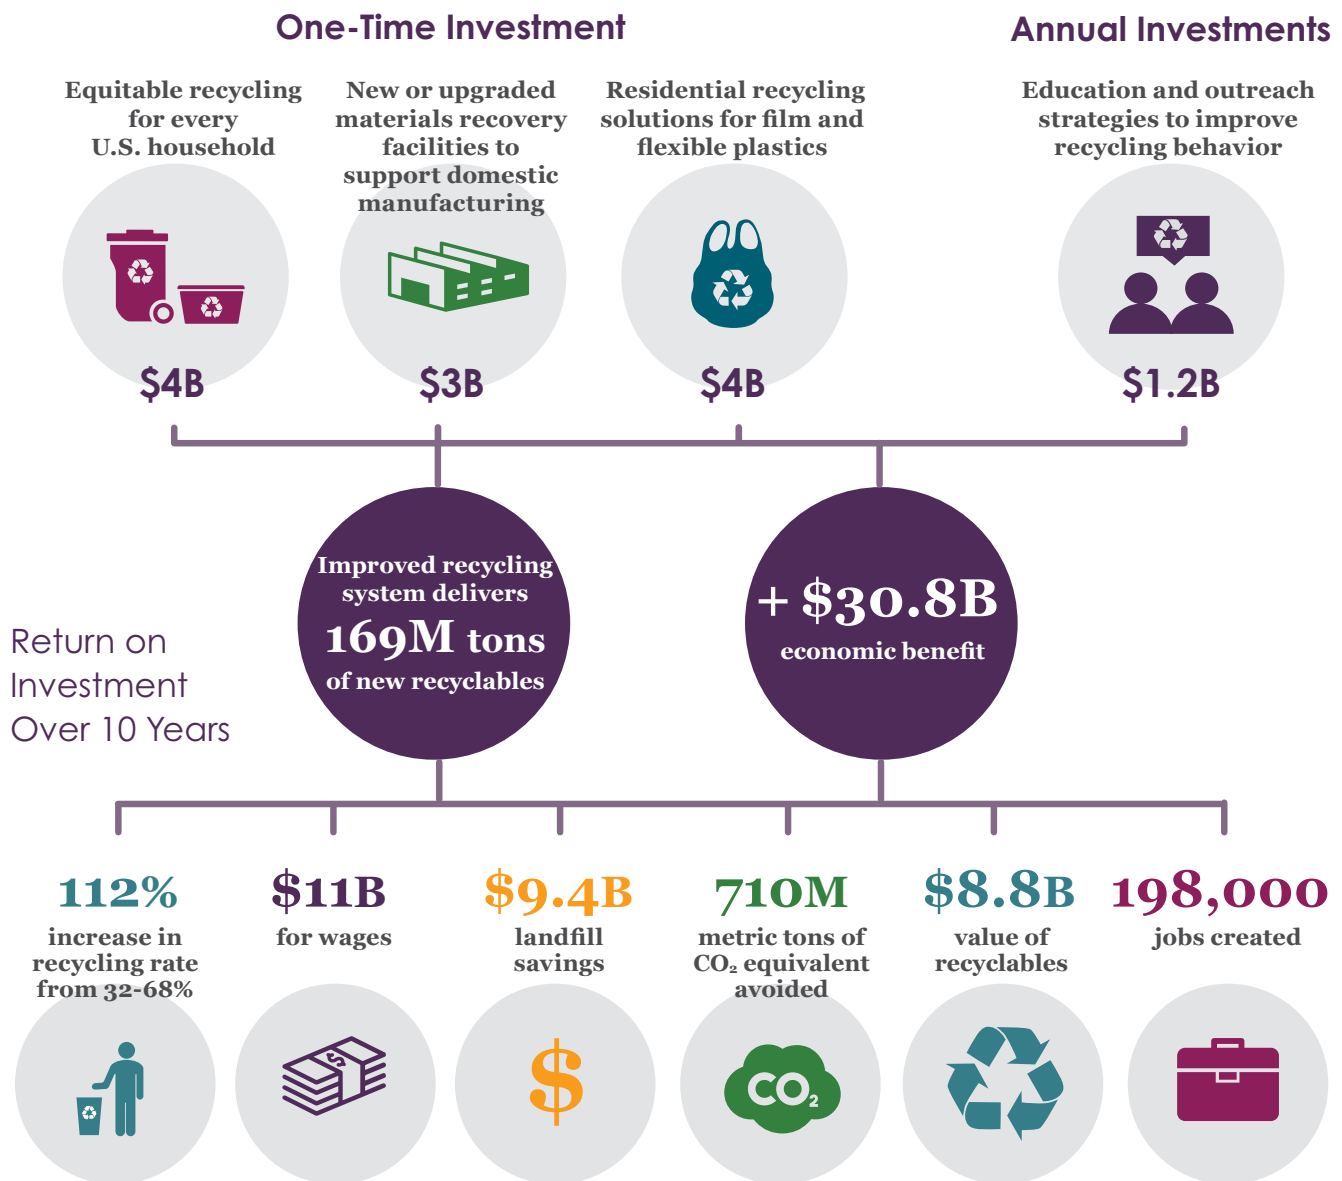 One-Time Investment
Annual Investments
Equitable recycling
for every
U.S. household
$4B
New or upgraded
materials recovery
facilities to
support domestic
manufacturing
$3B
Residential recycling
solutions for film and
flexible plastics
$4B
Education and outreach
strategies to improve
recycling behavior
$1.2B
Return on
Investment
Over 10 Years
Improved recycling
system delivers
169M tons
of new recyclables
+ $30.8B
economic benefit
112%
increase in
recycling rate
from 32-68%
$11B
for wages
$
$9.4B
landfill
savings
$
710M
metric tons of
CO₂ equivalent
avoided
CO₂
$8.8B
value of
recyclables
198,000
jobs created